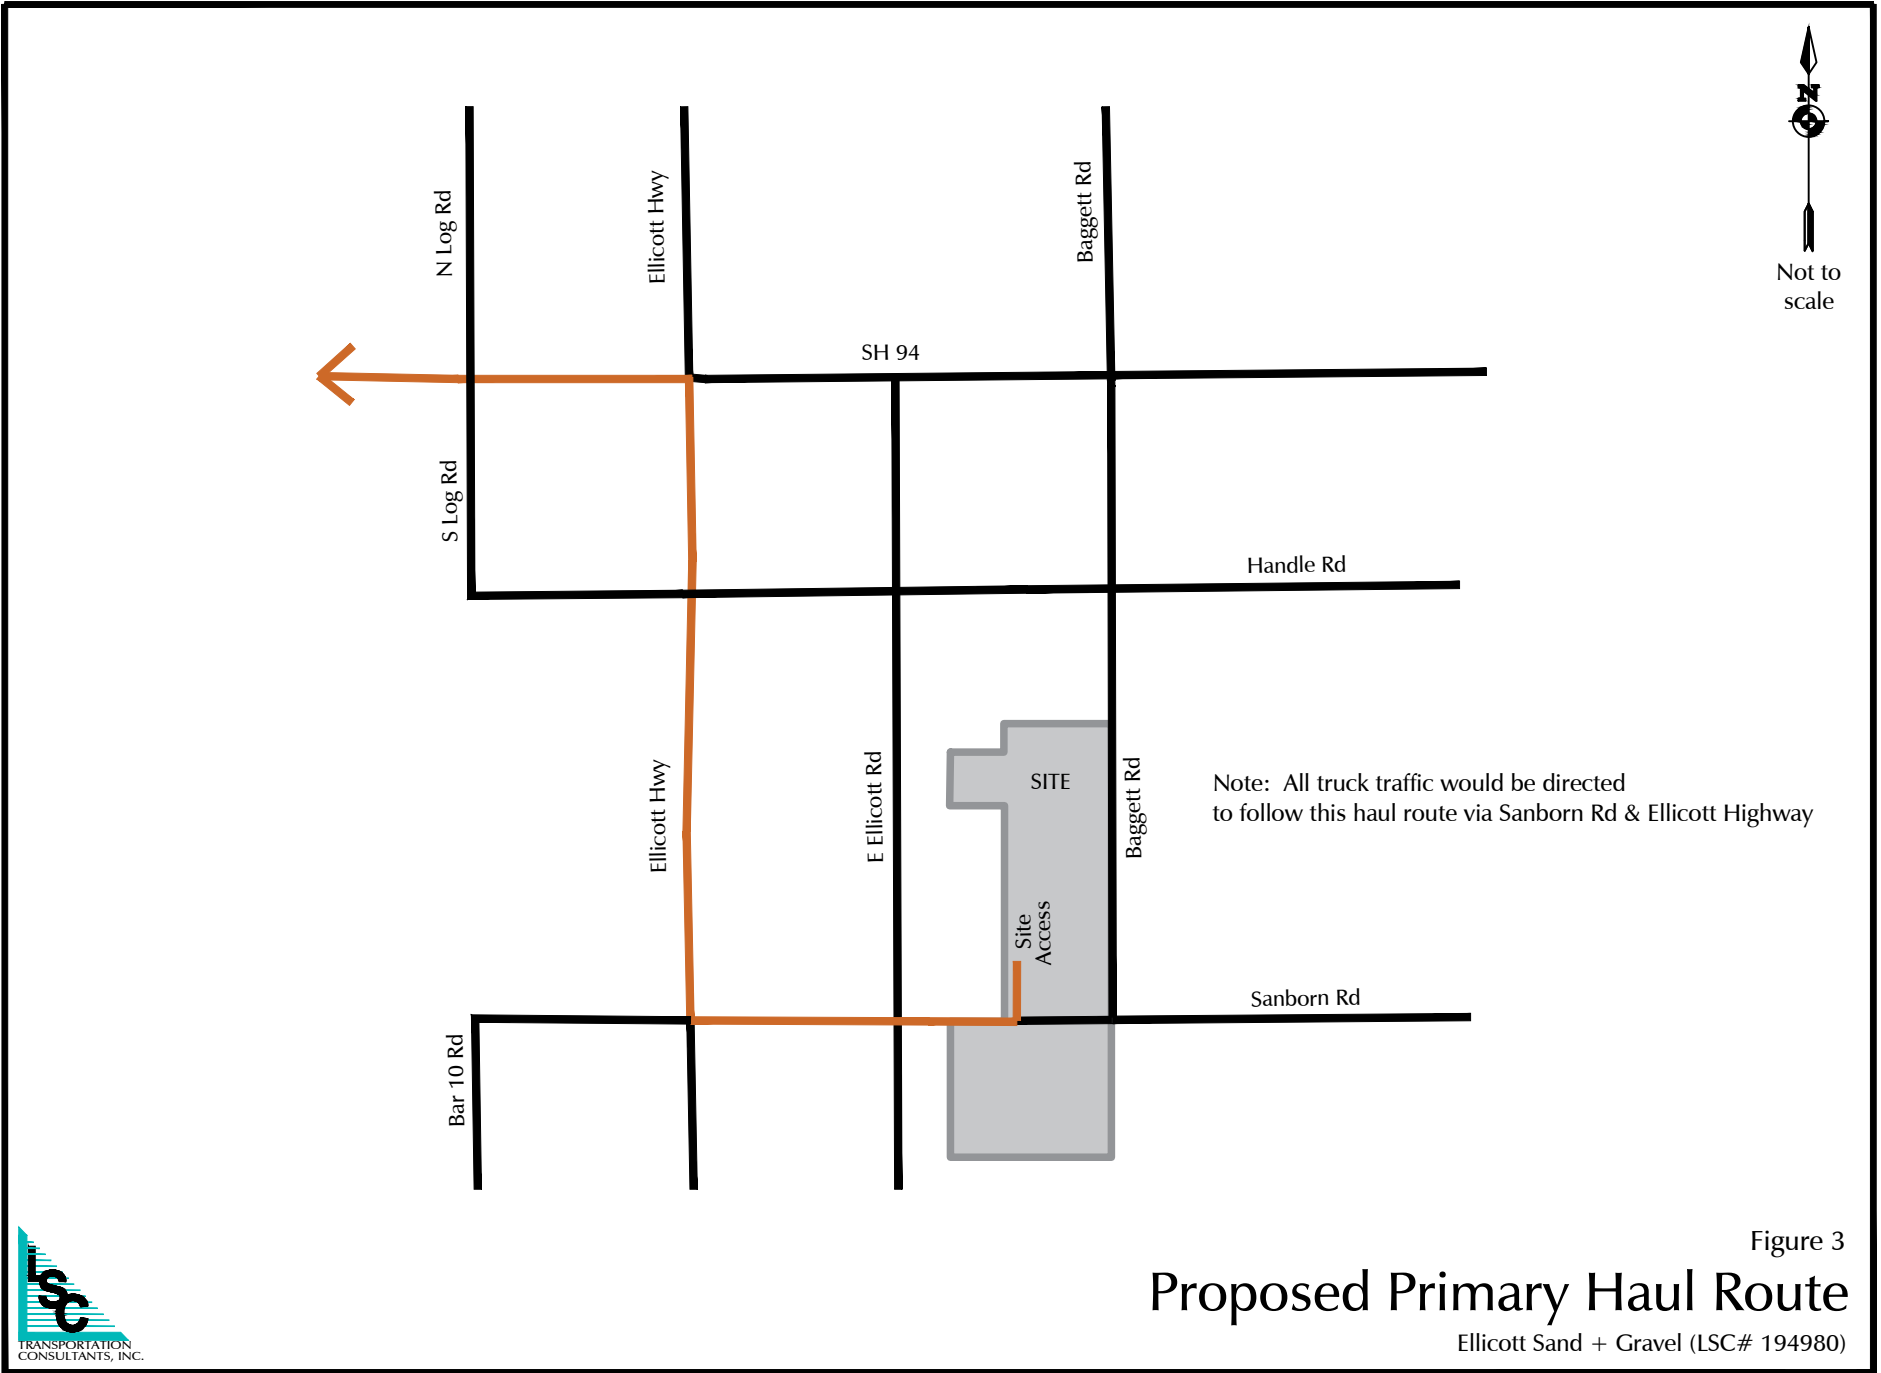 N
Not to
scale
N Log Rd
Ellicott Hwy
Baggett Rd
SH 94
S Log Rd
Handle Rd
Ellicott Hwy
E Ellicott Rd
SITE
Baggett Rd
Note:  All truck traffic would be directed
to follow this haul route via Sanborn Rd & Ellicott Highway
Site
Access
Sanborn Rd
Bar 10 Rd
Figure 3
Proposed Primary Haul Route
Ellicott Sand + Gravel (LSC# 194980)
LSC
TRANSPORTATION
CONSULTANTS, INC.